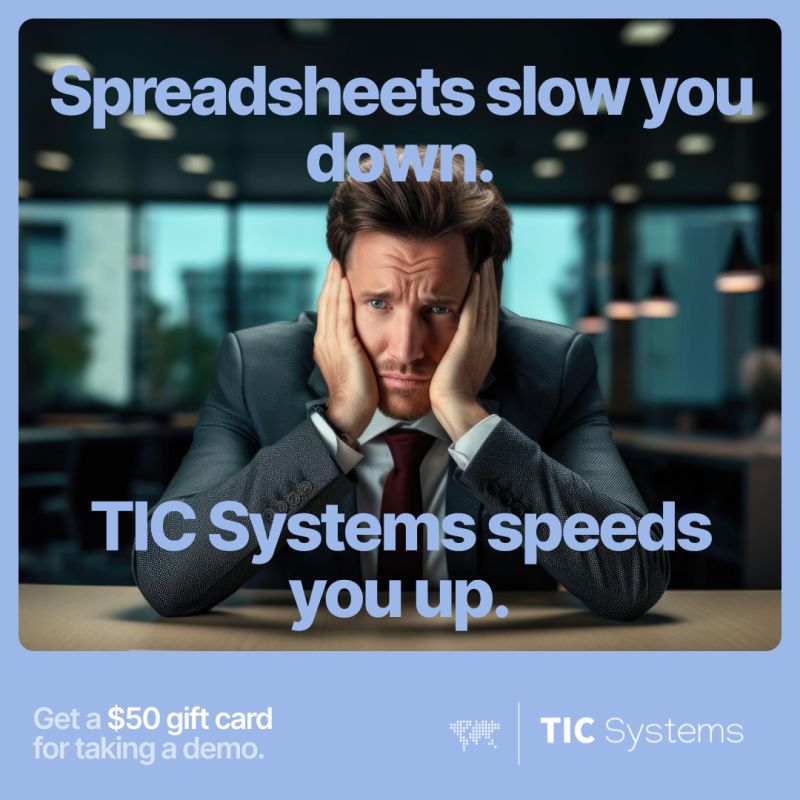 Spreadsheets slow you
down.
TIC Systems speeds
you up.
Get a $50 gift card
for taking a demo.
TIC Systems